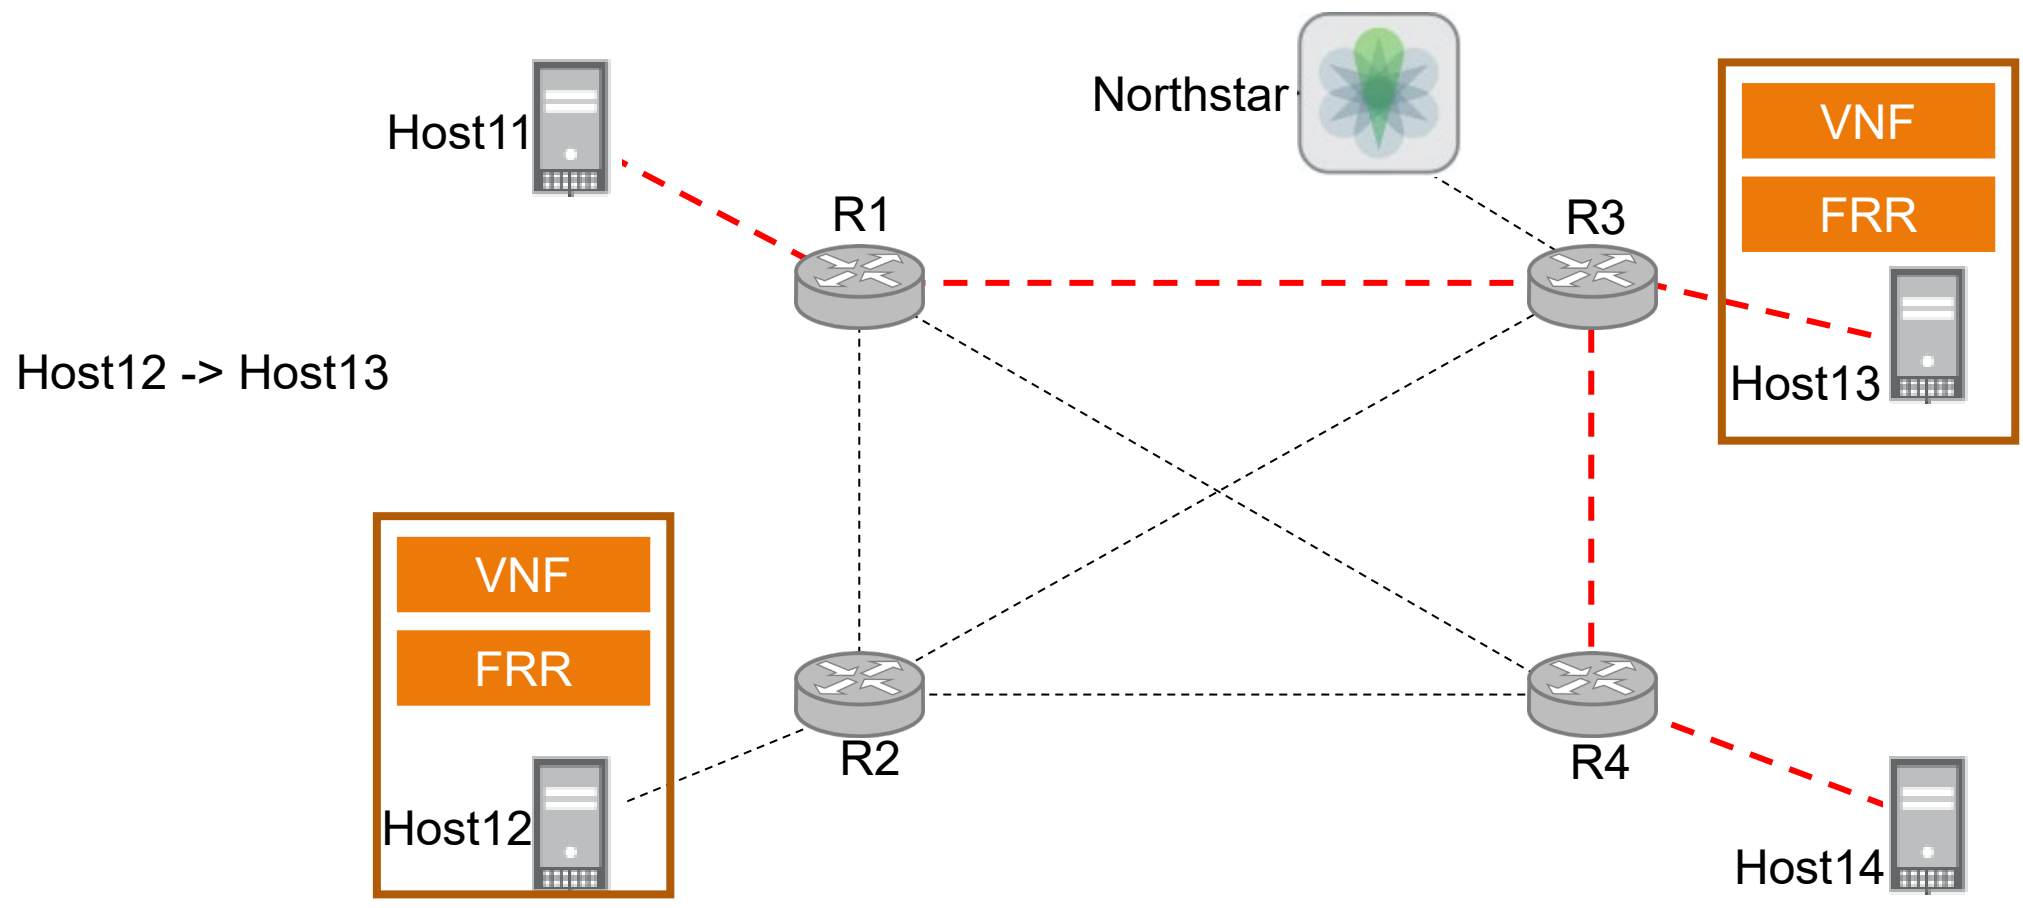 Northstar
VNF
Host11
FRR
R1
R3
Host12 -> Host13
Host13
VNF
FRR
R2
R4
Host12
Host14